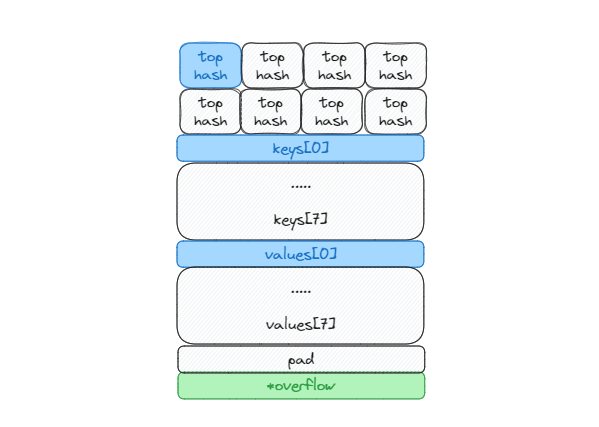 top top top top
hash hash hash hash
top top top top
hash hash hash hash
keys[0]
.....
keys[7]
values[0]
....
values[7]
pad
*overflow